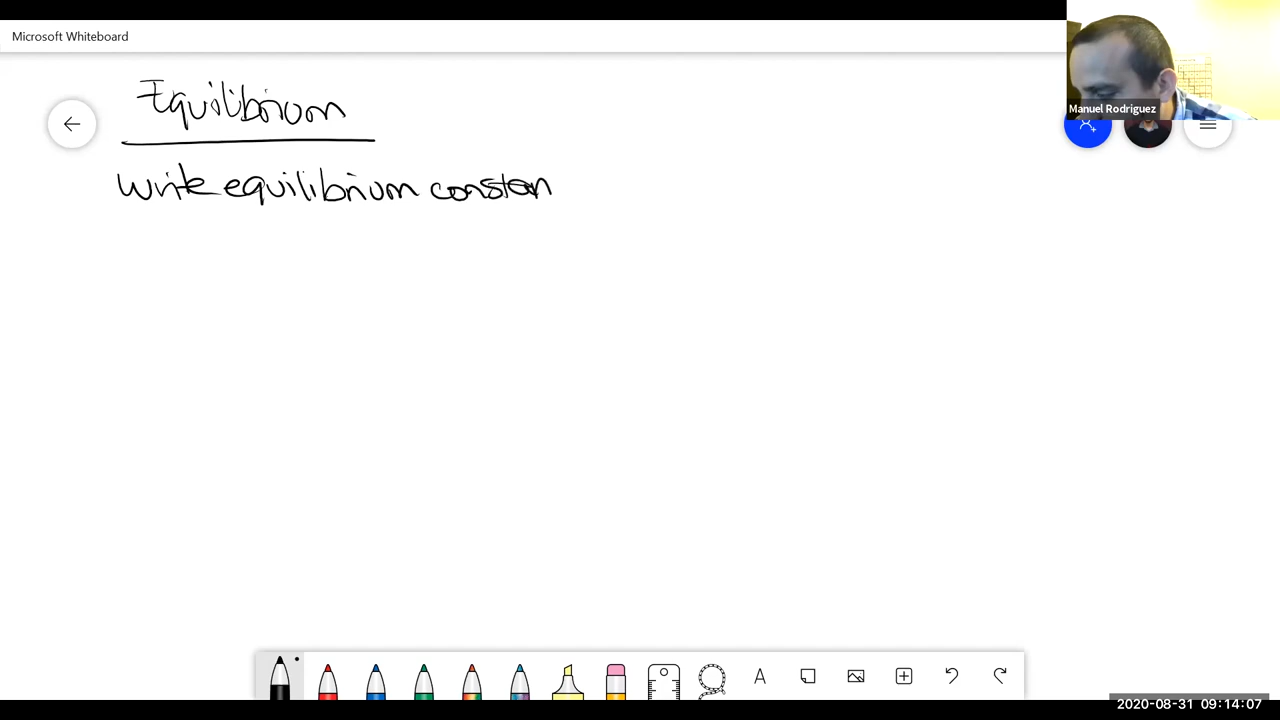 Microsoft Whiteboard
Manuel Rodriguez
Equilibrium
write equilibrium constan
A
2020-08-31 09:14:07